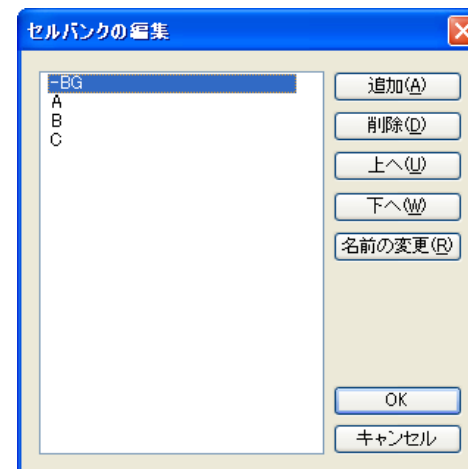 セルバンクの編集
-BG
A
B
C
追加(A)
削除(D)
上へ(U)
下へ(W)
名前の変更(R)
OK
キャンセル